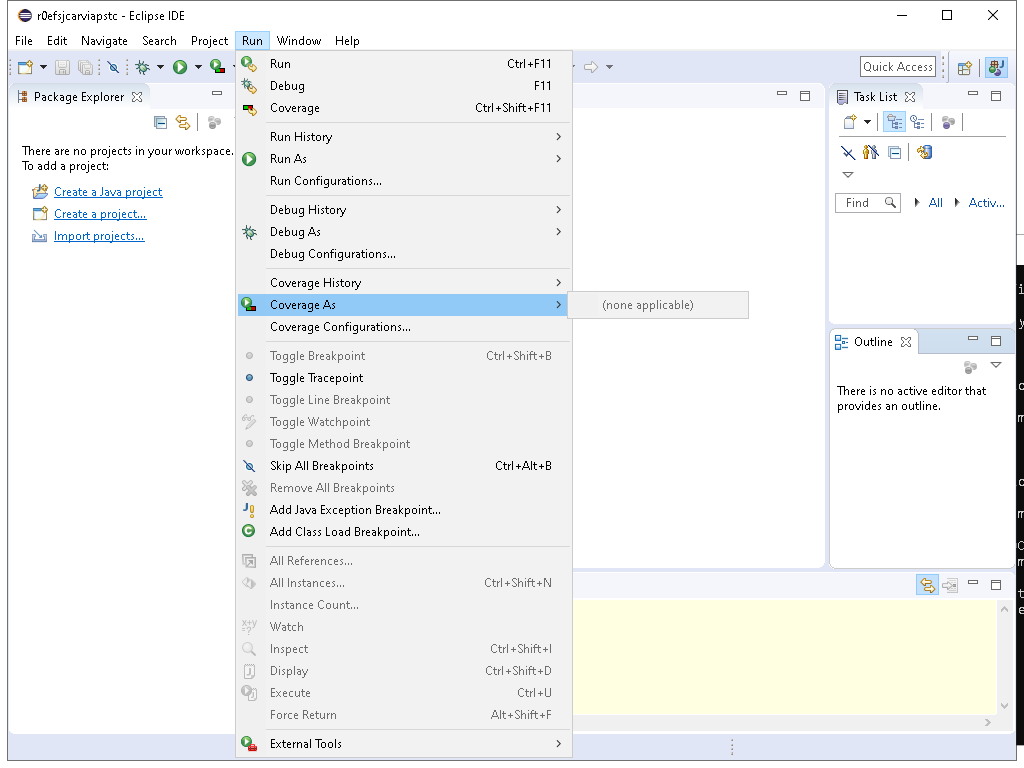 r0efsjcarviapstc - Eclipse IDE
File Edit Navigate Search Project Run Window Help
Quick Access
Package Explorer
There are no projects in your workspace.
To add a project:
Create a Java project
Create a project...
Import projects...
Run Ctrl+F11
Debug F11
Coverage Ctrl+Shift+F11
Run History
Run As
Run Configurations...
Debug History
Debug As
Debug Configurations...
Coverage History
Coverage As
(none applicable)
Coverage Configurations...
Toggle Breakpoint Ctrl+Shift+B
Toggle Tracepoint
Toggle Line Breakpoint
Toggle Watchpoint
Toggle Method Breakpoint
Skip All Breakpoints Ctrl+Alt+B
Remove All Breakpoints
Add Java Exception Breakpoint...
Add Class Load Breakpoint...
All References...
All Instances... Ctrl+Shift+N
Instance Count...
Watch
Inspect Ctrl+Shift+I
Display Ctrl+Shift+D
Execute Ctrl+U
Force Return Alt+Shift+F
External Tools
Task List
Find All Activ...
Outline
There is no active editor that
provides an outline.